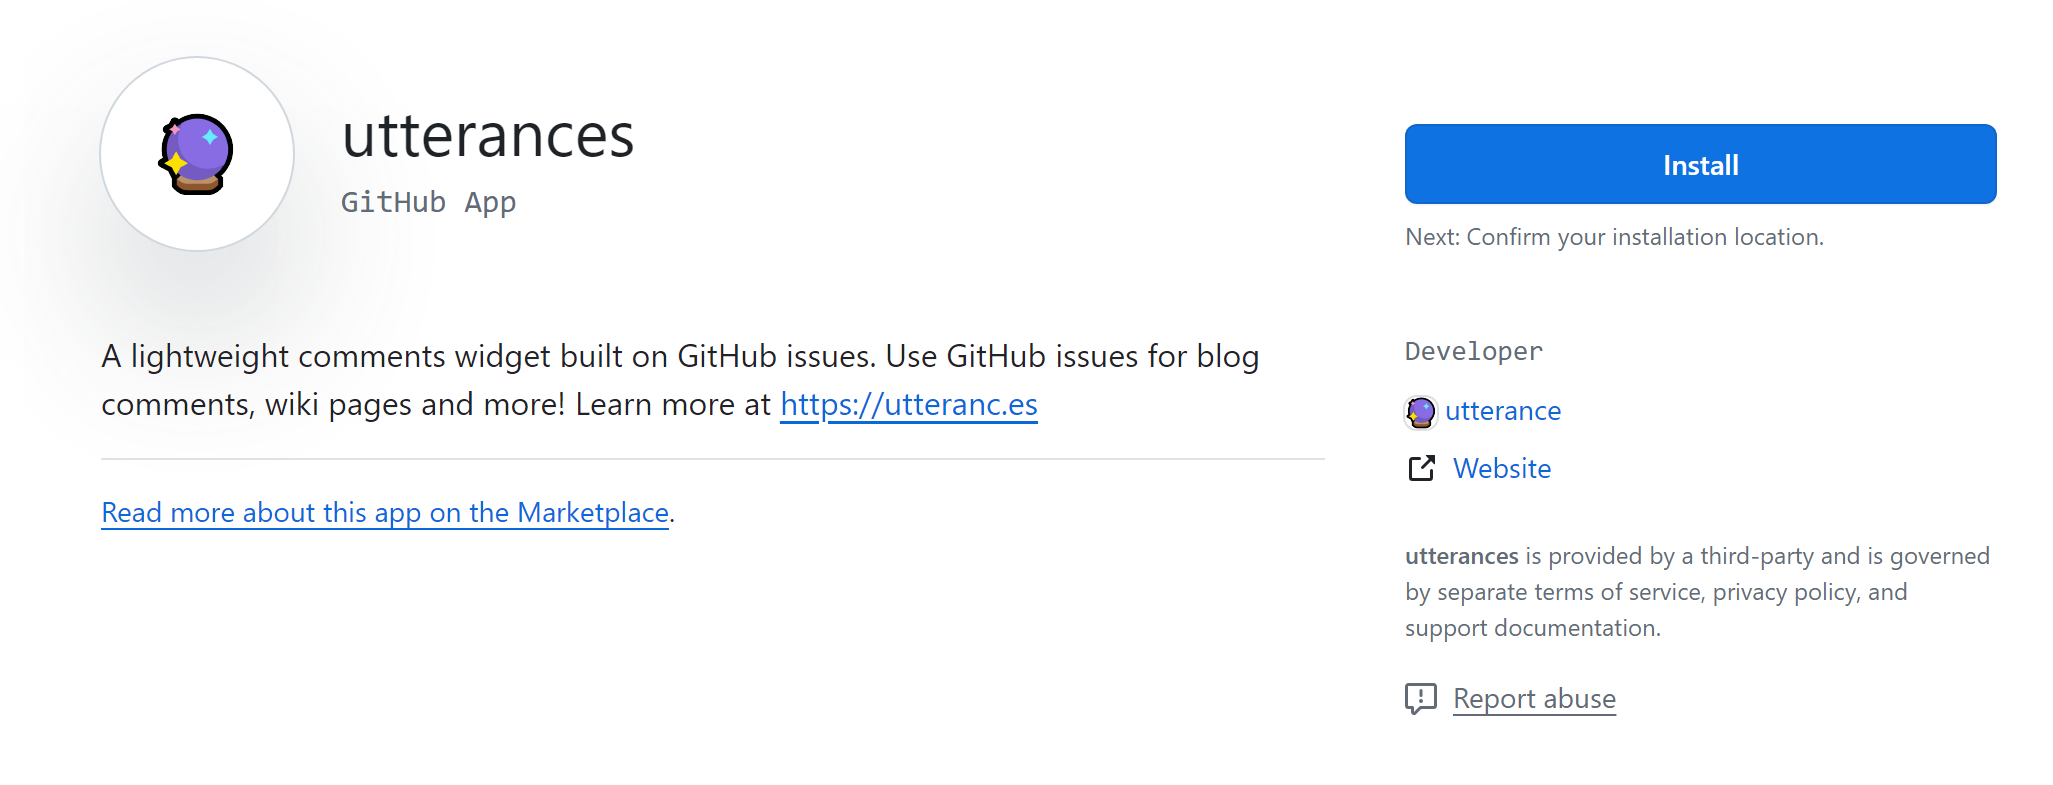 utterances
GitHub App
A lightweight comments widget built on GitHub issues. Use GitHub issues for blog
comments, wiki pages and more! Learn more at https://utteranc.es
Read more about this app on the Marketplace.
Install
Next: Confirm your installation location.
Developer
utterance
Website
utterances is provided by a third-party and is governed
by separate terms of service, privacy policy, and
support documentation.
Report abuse